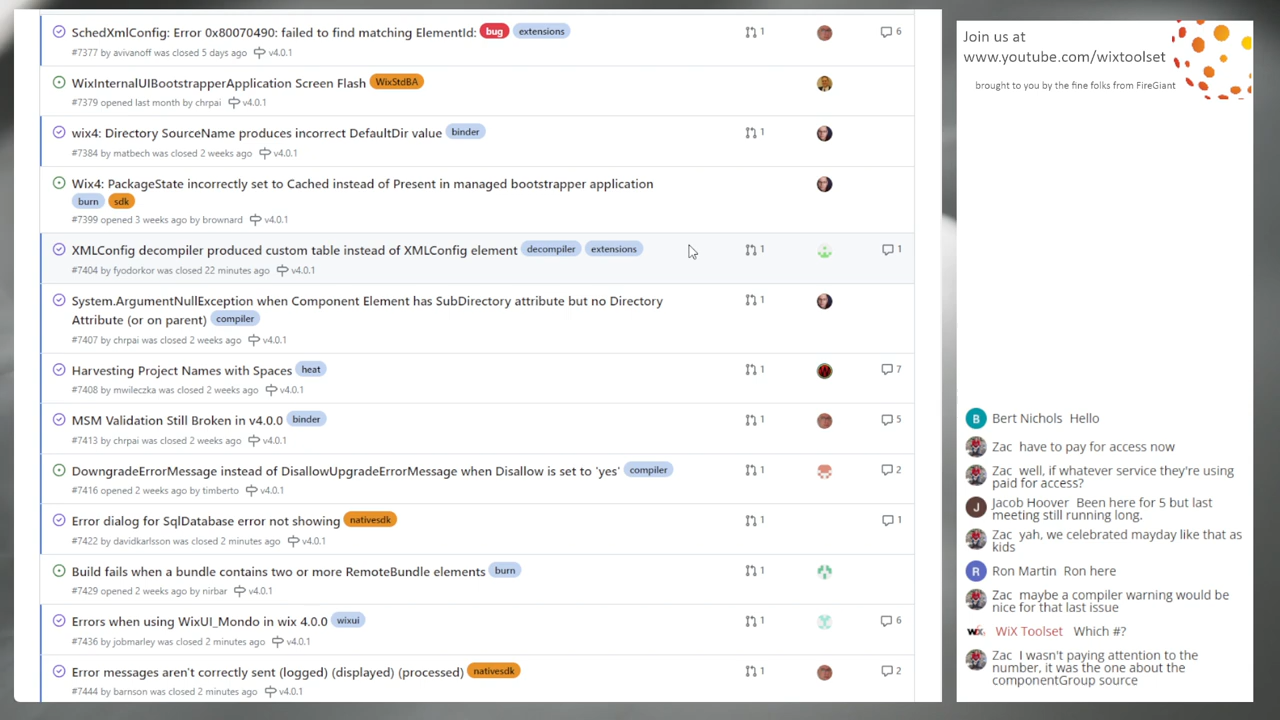 SchedXmlConfig: Error 0x80070490: failed to find matching ElementId: bug extensions 1 6
#7377 by avivanoff was closed 5 days ago v4.0.1
WixInternalUIBootstrapperApplication Screen Flash WixStdBA
#7379 opened last month by chrpai v4.0.1
wix4: Directory SourceName produces incorrect DefaultDir value binder 1
#7384 by matbech was closed 2 weeks ago v4.0.1
Wix4: PackageState incorrectly set to Cached instead of Present in managed bootstrapper application
burn sdk
#7399 opened 3 weeks ago by brownard v4.0.1
XMLConfig decompiler produced custom table instead of XMLConfig element decompiler extensions 1 1
#7404 by fyodorkor was closed 22 minutes ago v4.0.1
System.ArgumentNullException when Component Element has SubDirectory attribute but no Directory 1
Attribute (or on parent) compiler
#7407 by chrpai was closed 2 weeks ago v4.0.1
Harvesting Project Names with Spaces heat 1 7
#7408 by mwileczka was closed 2 weeks ago v4.0.1
MSM Validation Still Broken in v4.0.0 binder 1 5
#7413 by chrpai was closed 2 weeks ago v4.0.1
DowngradeErrorMessage instead of DisallowUpgradeErrorMessage when Disallow is set to 'yes' compiler 1 2
#7416 opened 2 weeks ago by timberto v4.0.1
Error dialog for SqlDatabase error not showing nativesdk 1 1
#7422 by davidkarlsson was closed 2 minutes ago v4.0.1
Build fails when a bundle contains two or more RemoteBundle elements burn 1
#7429 opened 2 weeks ago by nirbar v4.0.1
Errors when using WixUI_Mondo in wix 4.0.0 wixui 1 6
#7436 by jobmarley was closed 2 minutes ago v4.0.1
Error messages aren't correctly sent (logged) (displayed) (processed) nativesdk 1 2
#7444 by barnson was closed 2 minutes ago v4.0.1
Join us at
www.youtube.com/wixtoolset
brought to you by the fine folks from FireGiant
B Bert Nichols Hello
Zac have to pay for access now
Zac well, if whatever service they're using
paid for access?
J Jacob Hoover Been here for 5 but last
meeting still running long.
Zac yah, we celebrated mayday like that as
kids
R Ron Martin Ron here
Zac maybe a compiler warning would be
nice for that last issue
WiX WiX Toolset Which #?
Zac I wasn't paying attention to the
number, it was the one about the
componentGroup source